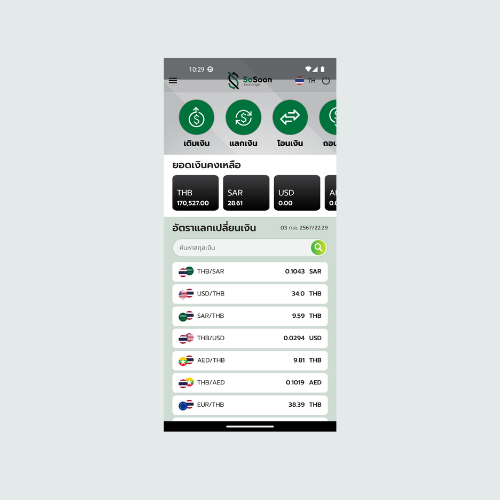 10:29
SoSoon
Exchange
TH
เติมเงิน
แลกเงิน
โอนเงิน
ถอน
ยอดเงินคงเหลือ
THB
SAR
USD
170,527.00
28.61
0.00
อัตราแลกเปลี่ยนเงิน
03 ก.ค. 2567/22:29
ค้นหาสกุลเงิน
THB/SAR 0.1043 SAR
USD/THB 34.0 THB
SAR/THB 9.59 THB
THB/USD 0.0294 USD
AED/THB 9.81 THB
THB/AED 0.1019 AED
EUR/THB 38.39 THB